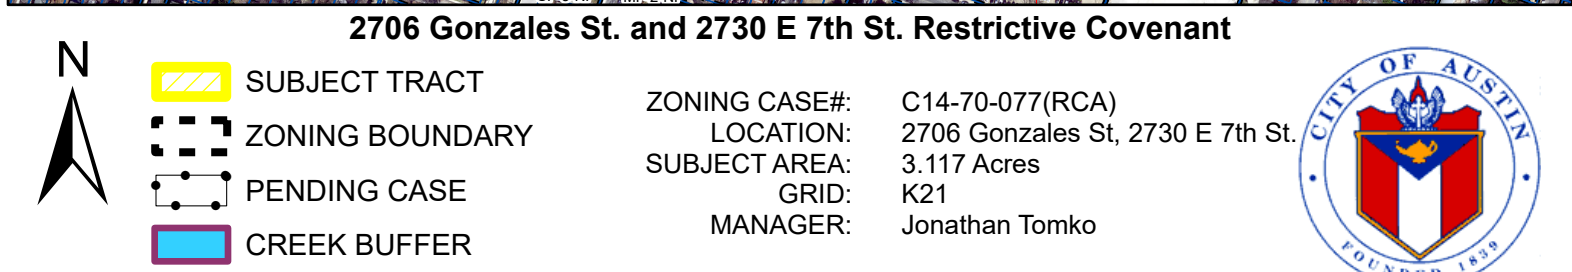 2706 Gonzales St. and 2730 E 7th St. Restrictive Covenant
N
SUBJECT TRACT
ZONING BOUNDARY
PENDING CASE
CREEK BUFFER
ZONING CASE#: C14-70-077(RCA)
LOCATION: 2706 Gonzales St, 2730 E 7th St.
SUBJECT AREA: 3.117 Acres
GRID: K21
MANAGER: Jonathan Tomko
CITY OF AUSTIN
FOUNDED 1839